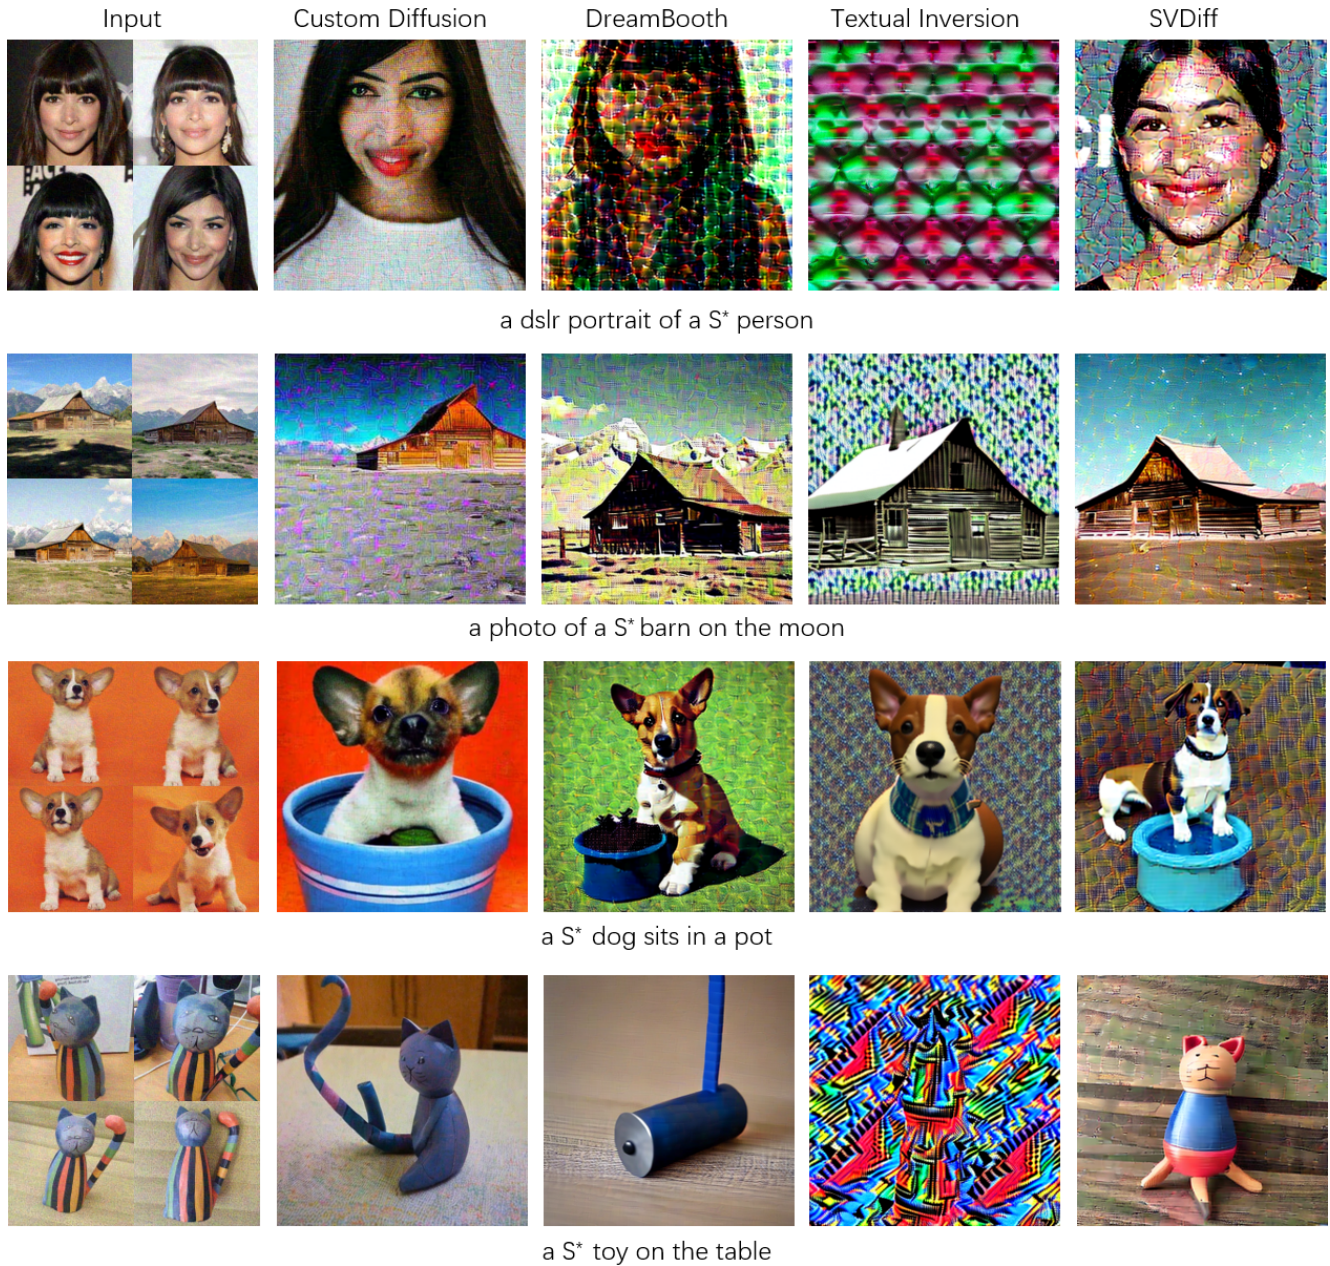 Input Custom Diffusion DreamBooth Textual Inversion SVDiff
ACE
a dslr portrait of a S* person
a photo of a S* barn on the moon
a S* dog sits in a pot
a S* toy on the table